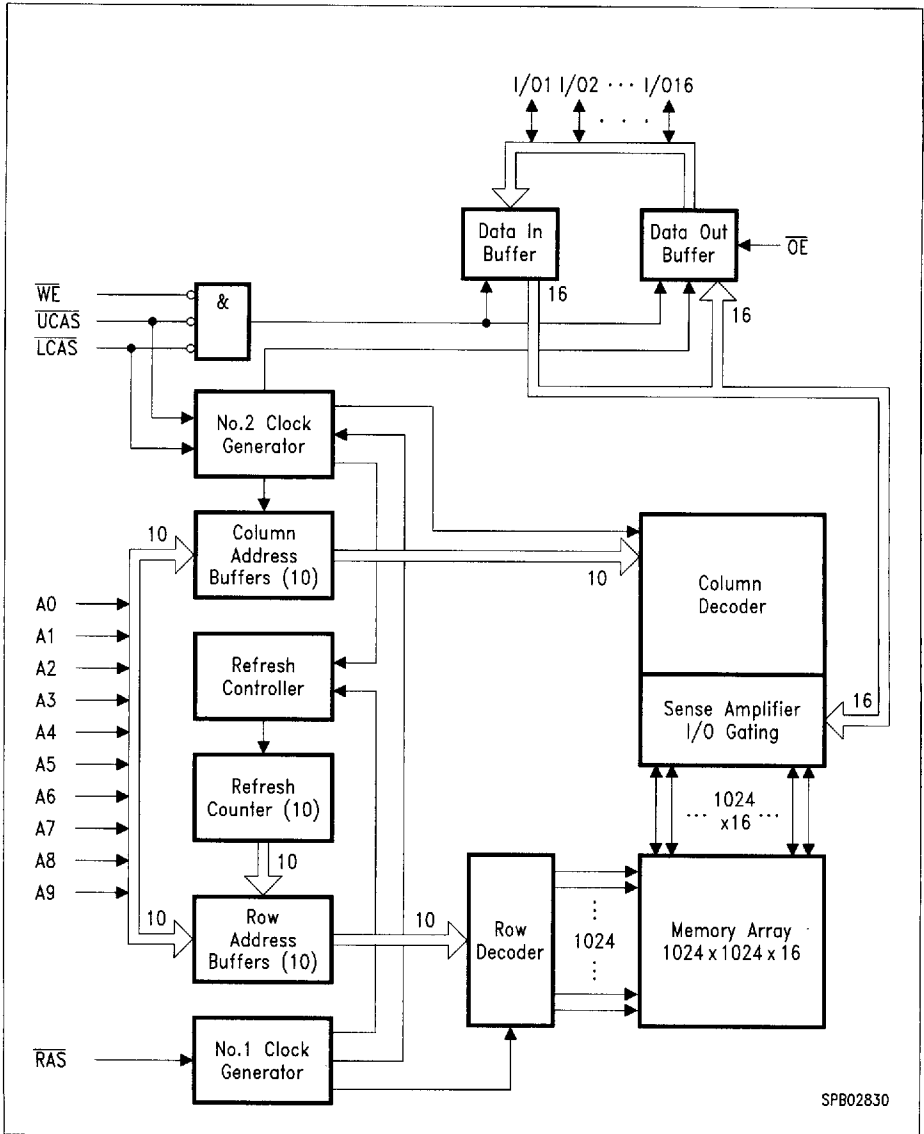 I/O1 I/O2 ··· I/O16
. . .
Data In
Buffer
Data Out
Buffer
OE
16
16
WE
UCAS
LCAS
&
No.2 Clock
Generator
10
Column
Address
Buffers (10)
10
Column
Decoder
A0
A1
A2
A3
A4
A5
A6
A7
A8
A9
Refresh
Controller
Sense Amplifier
I/O Gating
16
Refresh
Counter (10)
10
··· 1024 ···
x16
10
Row
Address
Buffers (10)
10
Row
Decoder
1024
Memory Array
1024x1024x16
RAS
No.1 Clock
Generator
SPB02830